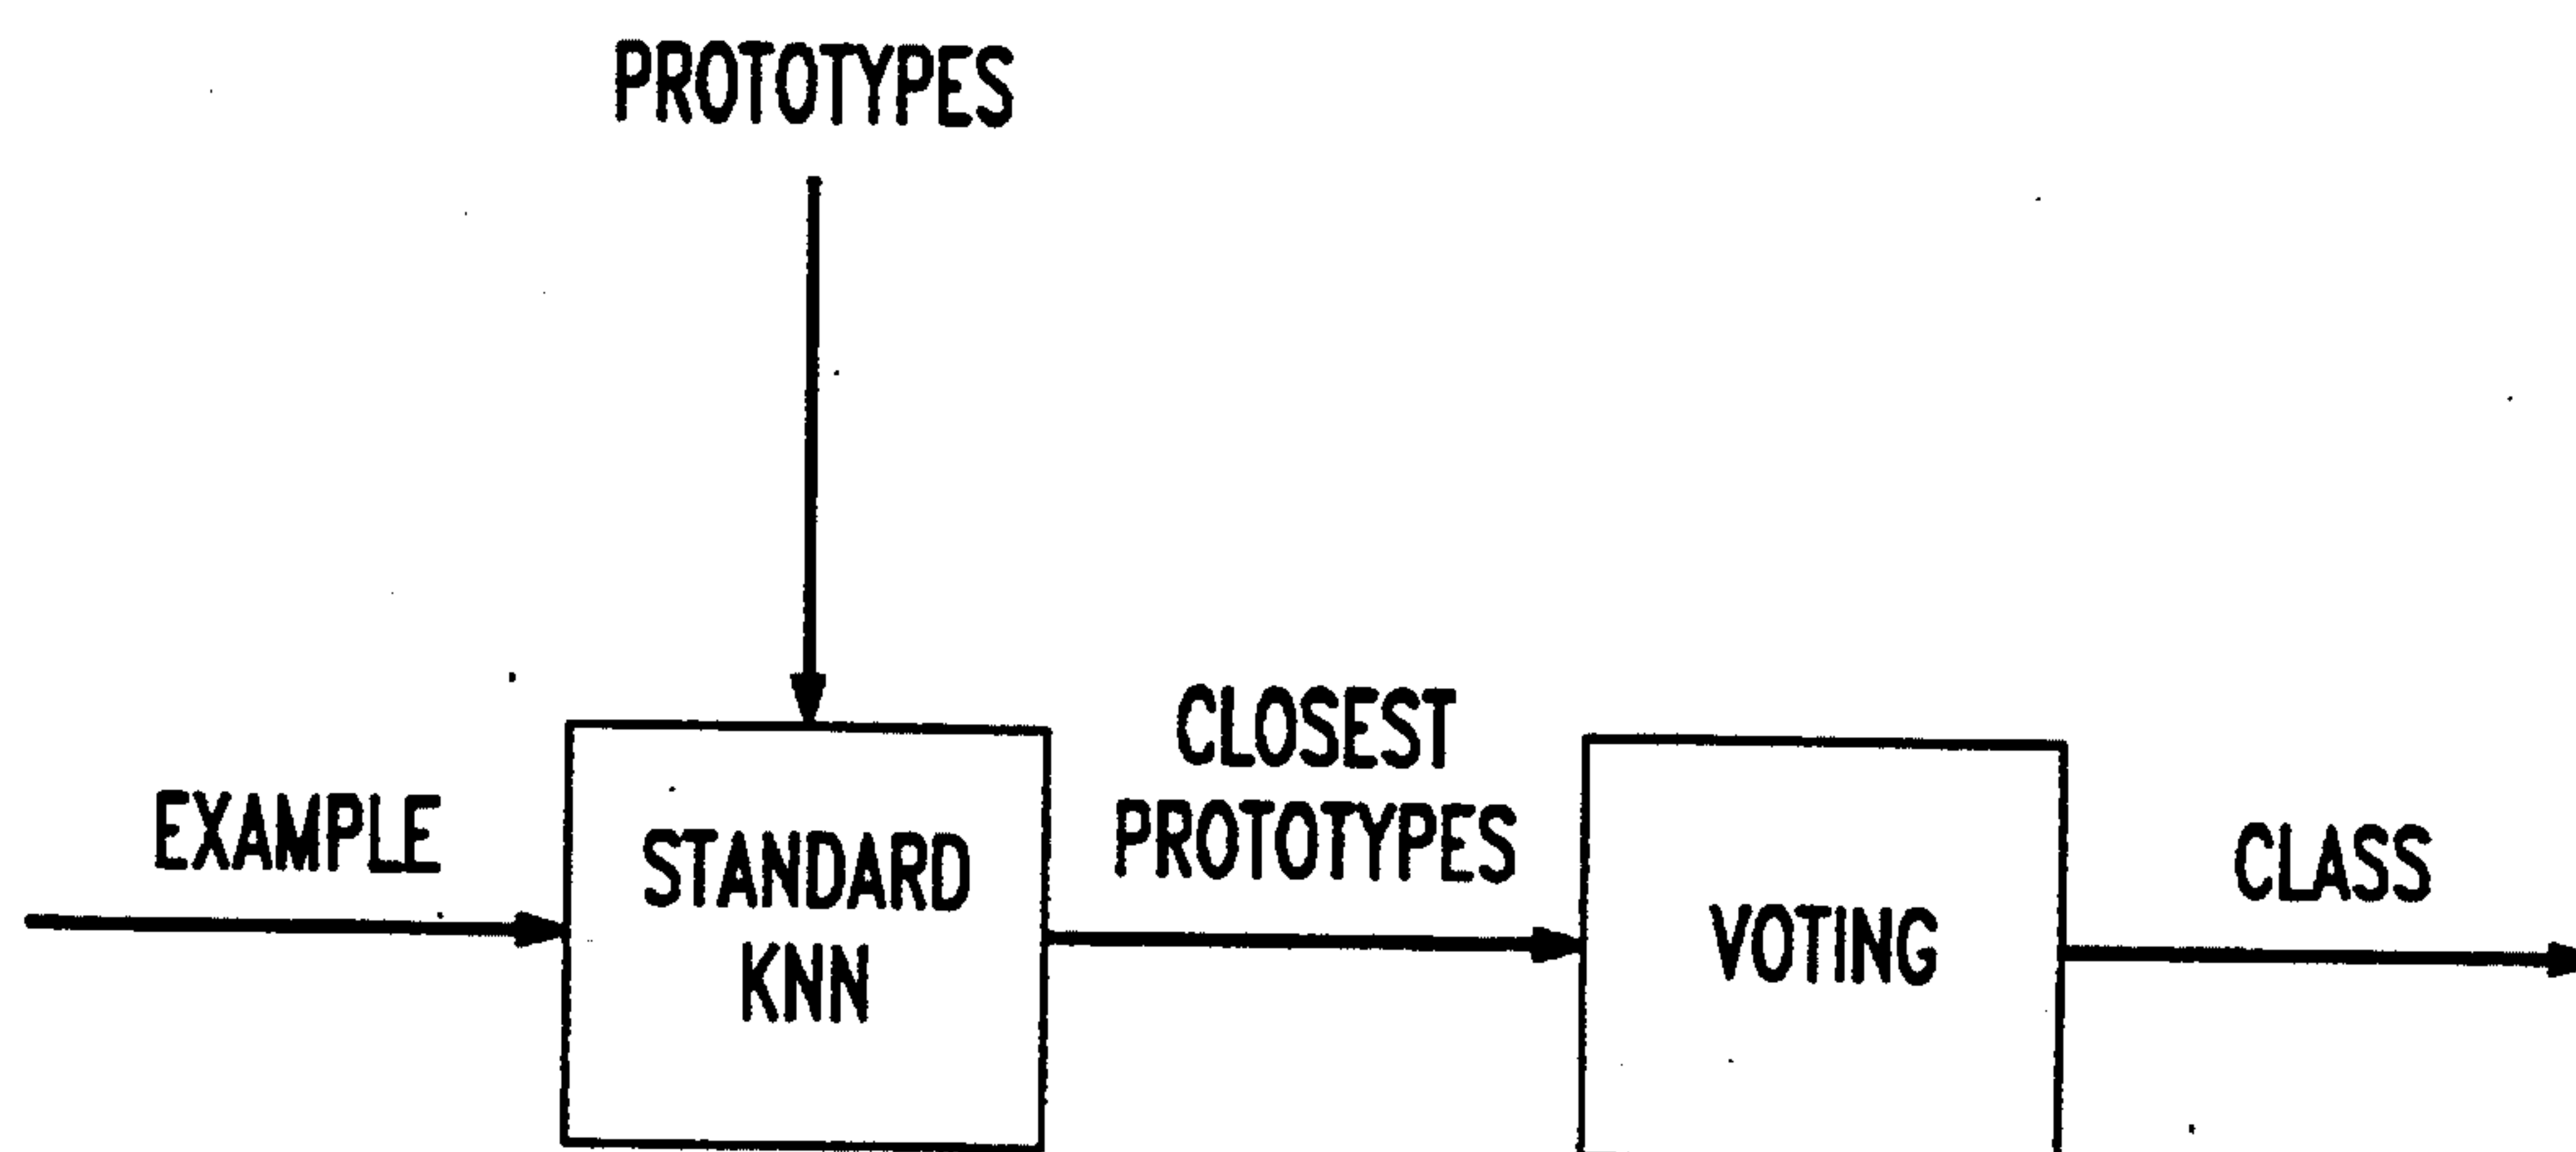 PROTOTYPES
EXAMPLE
STANDARD
KNN
CLOSEST
PROTOTYPES
VOTING
CLASS